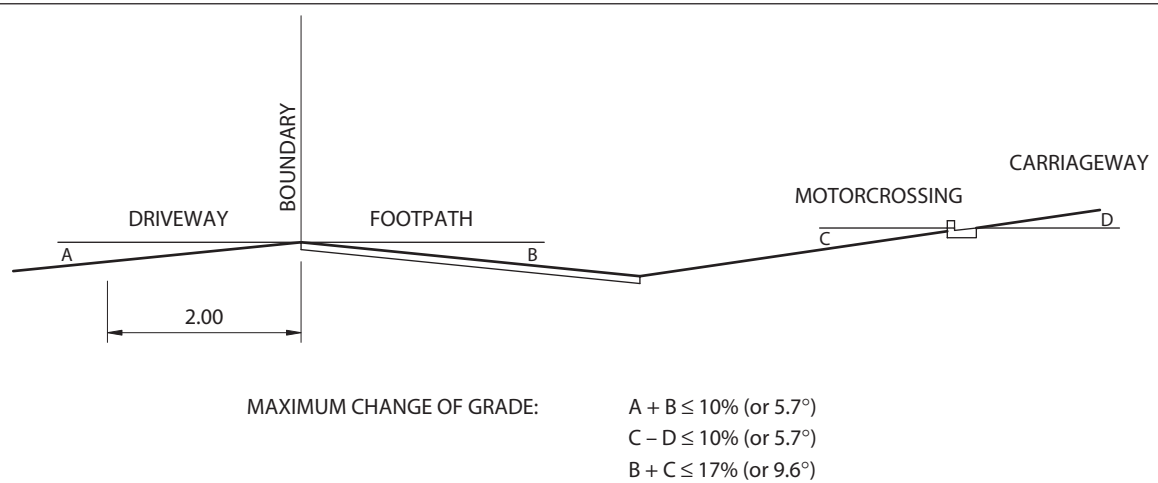 BOUNDARY
CARRIAGEWAY
MOTORCROSSING
DRIVEWAY
FOOTPATH
A
B
C
D
2.00
MAXIMUM CHANGE OF GRADE: A + B ≤ 10% (or 5.7°)
C – D ≤ 10% (or 5.7°)
B + C ≤ 17% (or 9.6°)